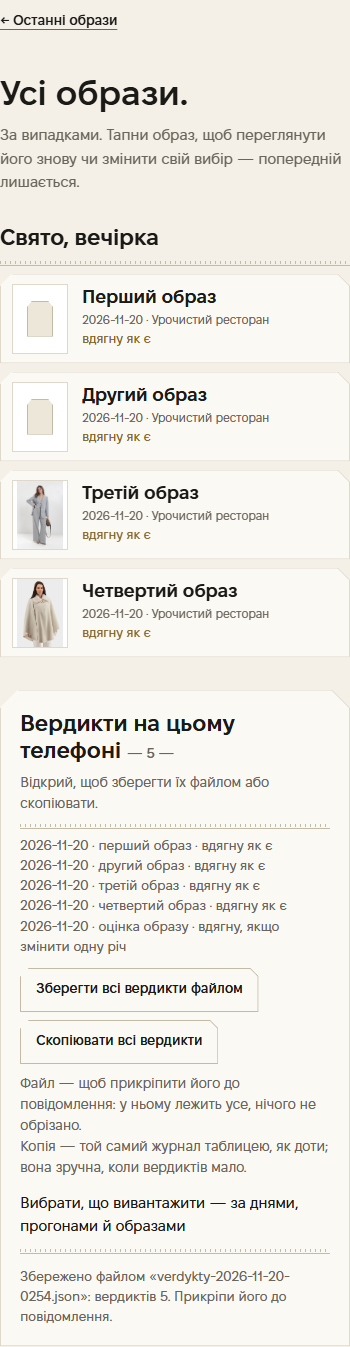 ← Останні образи
Усі образи.
За випадками. Тапни образ, щоб переглянути
його знову чи змінити свій вибір — попередній
лишається.
Свято, вечірка
Перший образ
2026-11-20 · Урочистий ресторан
вдягну як є
Другий образ
2026-11-20 · Урочистий ресторан
вдягну як є
Третій образ
2026-11-20 · Урочистий ресторан
вдягну як є
Четвертий образ
2026-11-20 · Урочистий ресторан
вдягну як є
Вердикти на цьому
телефоні — 5 —
Відкрий, щоб зберегти їх файлом або
скопіювати.
2026-11-20 · перший образ · вдягну як є
2026-11-20 · другий образ · вдягну як є
2026-11-20 · третій образ · вдягну як є
2026-11-20 · четвертий образ · вдягну як є
2026-11-20 · оцінка образу · вдягну, якщо
змінити одну річ
Зберегти всі вердикти файлом
Скопіювати всі вердикти
Файл — щоб прикріпити його до
повідомлення: у ньому лежить усе, нічого не
обрізано.
Копія — той самий журнал таблицею, як доти;
вона зручна, коли вердиктів мало.
Вибрати, що вивантажити — за днями,
прогонами й образами
Збережено файлом «verdykty-2026-11-20-
0254.json»: вердиктів 5. Прикріпи його до
повідомлення.